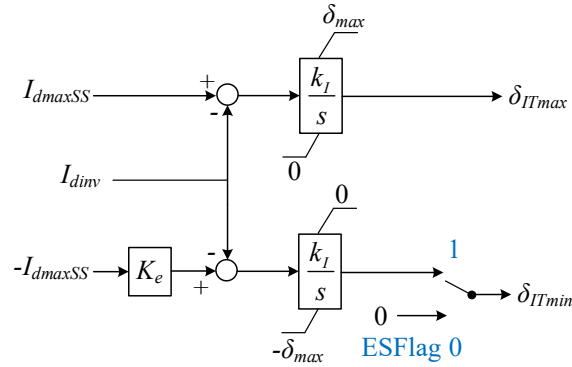 δmax
IdmaxSS
+
-
kI
s
δITmax
0
Idinv
0
-IdmaxSS
Ke
-
+
kI
s
1
δITmin
0
-δmax
ESFlag 0